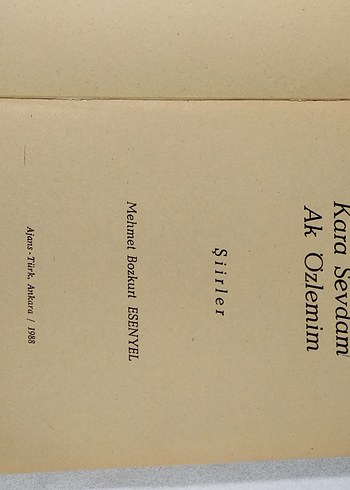 Kara Sevdam
Ak Özlemim
Şiirler
Mehmet Bozkurt ESENYEL
Ajans-Türk, Ankara / 1988